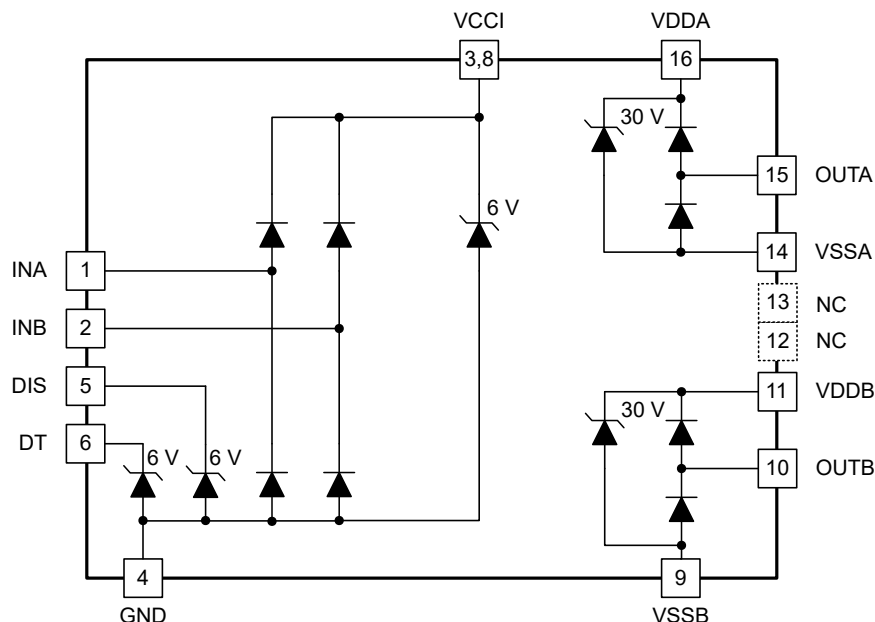 VCCI
VDDA
3,8
16
30 V
15
OUTA
6 V
14
VSSA
INA
1
13
NC
INB
2
12
NC
DIS
5
11
VDDB
30 V
DT
6
6 V
6 V
10
OUTB
4
9
GND
VSSB